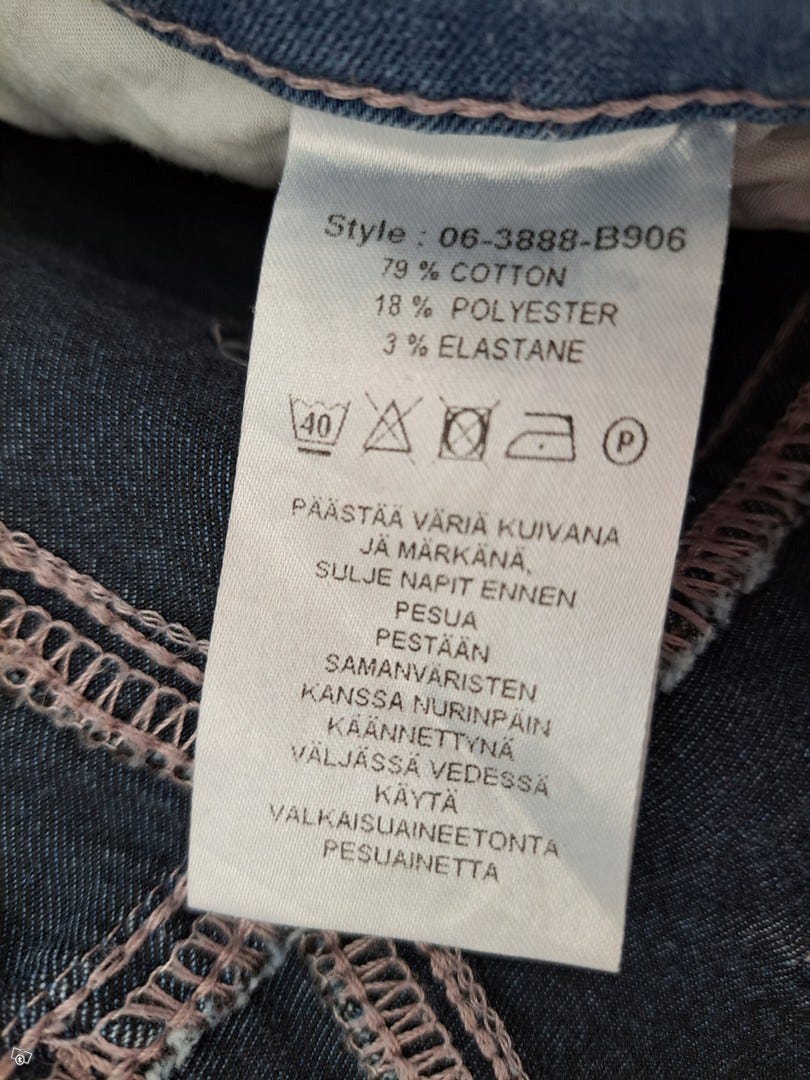 Style : 06-3888-B906
79 % COTTON
18 % POLYESTER
3 % ELASTANE
40 P
PÄÄSTÄÄ VÄRIÄ KUIVANA
JÄ MÄRKÄNÄ,
SULJE NAPIT ENNEN
PESUA
PESTÄÄN
SAMANVÄRISTEN
KANSSA NURINPÄIN
KÄÄNNETTYNÄ
VÄLJÄSSÄ VEDESSÄ
KÄYTÄ
VALKAISUAINEETONTA
PESUAINETTA